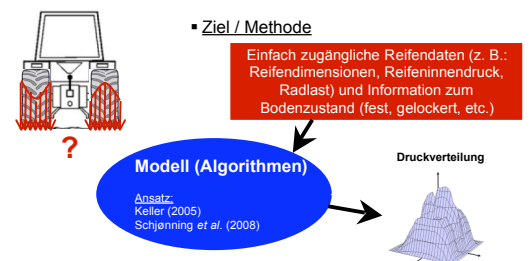 ▪ Ziel / Methode
Einfach zugängliche Reifendaten (z. B.:
Reifendimensionen, Reifeninnendruck,
Radlast) und Information zum
Bodenzustand (fest, gelockert, etc.)
?
Modell (Algorithmen)
Ansatz:
Keller (2005)
Schjønning et al. (2008)
Druckverteilung